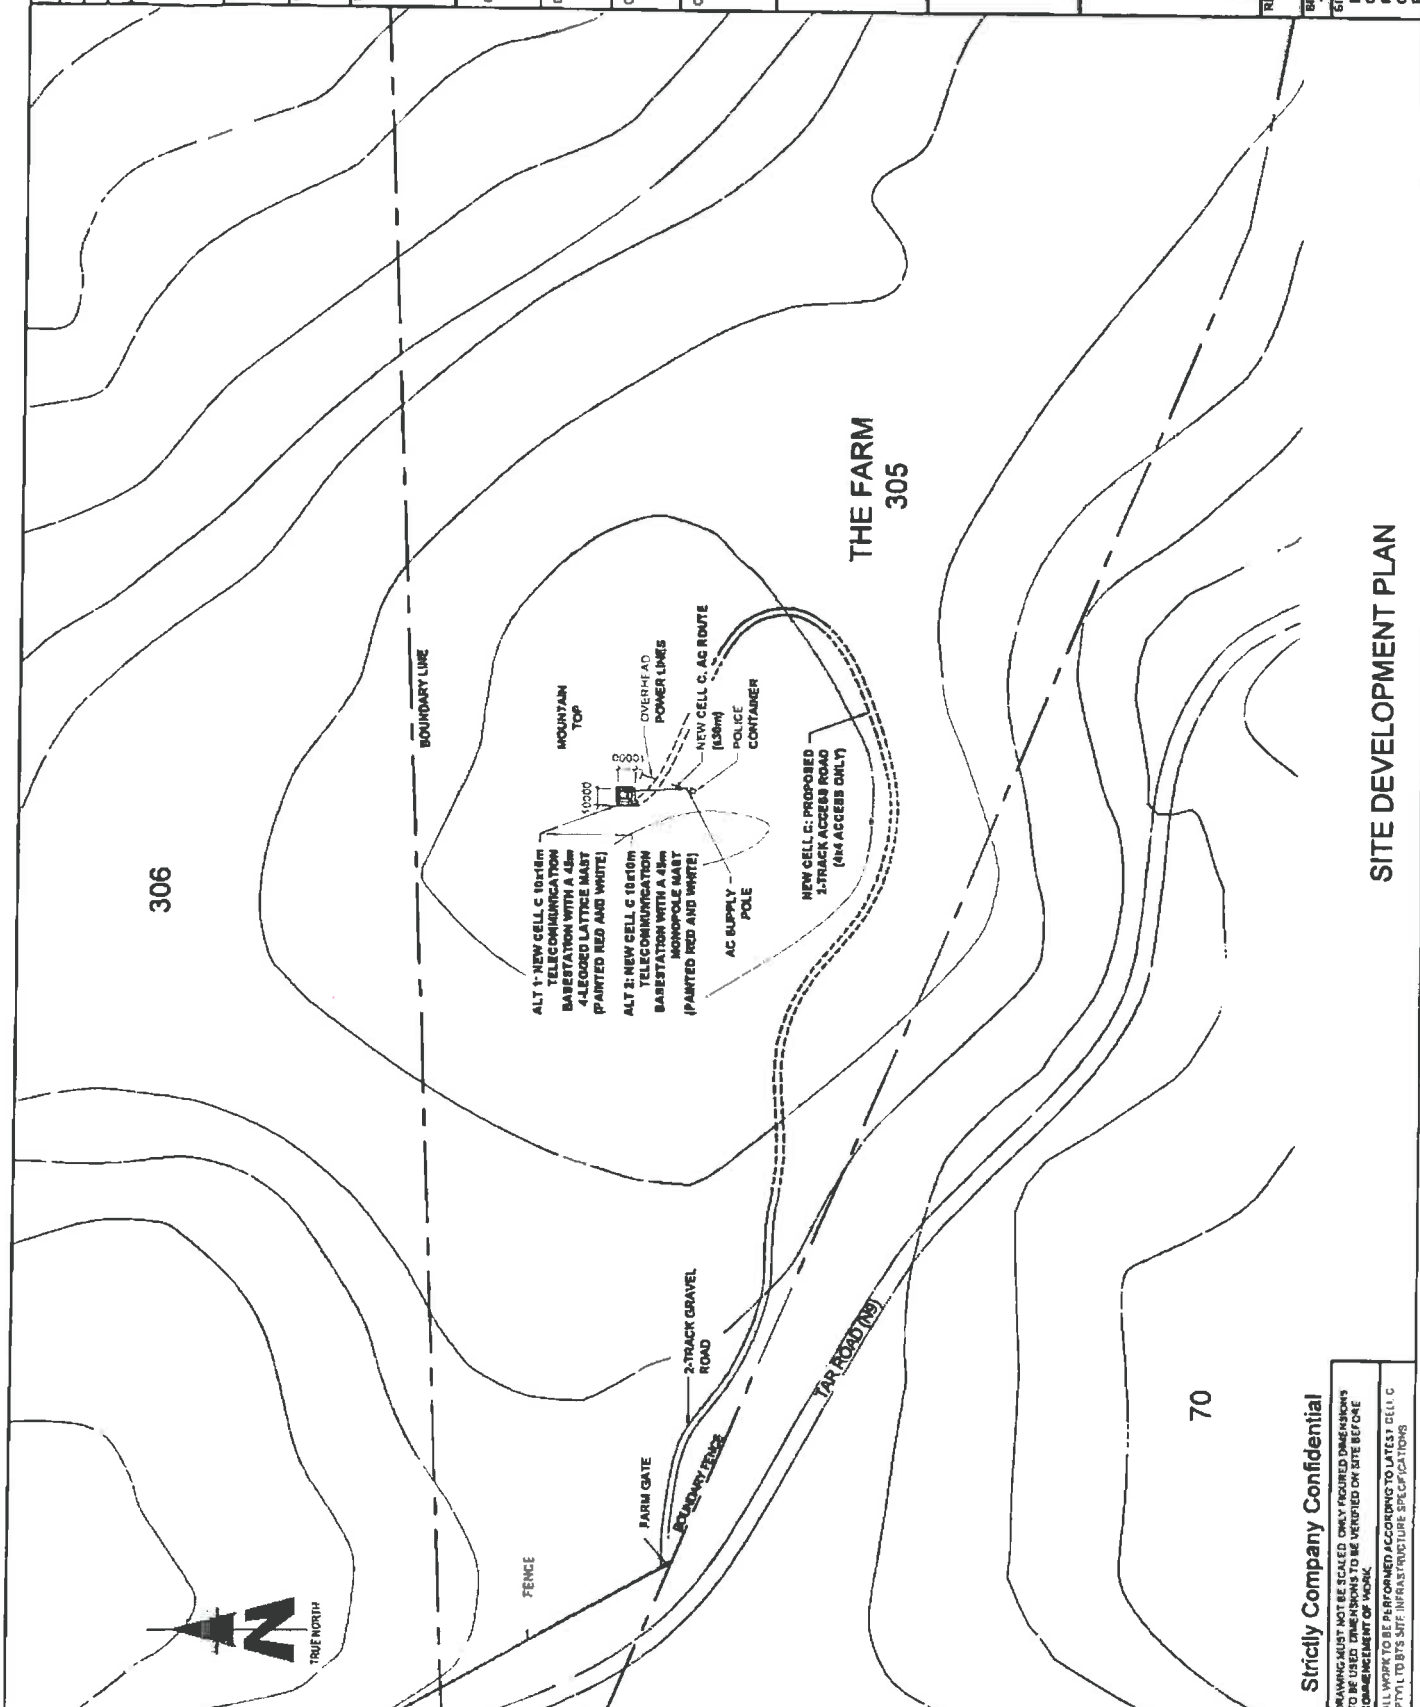 306
BOUNDARY LINE
MOUNTAIN
TOP
10000
10000
OVERHEAD
POWER LINES
NEW CELL C. AC ROUTE
(630m)
POLICE
CONTAINER
ALT 1- NEW CELL C 10x10m
TELECOMMUNICATION
BASESTATION WITH A 45m
4-LEGGED LATTICE MAST
(PAINTED RED AND WHITE)
ALT 2: NEW CELL C 10x10m
TELECOMMUNICATION
BASESTATION WITH A 45m
MONOPOLE MAST
(PAINTED RED AND WHITE)
AC SUPPLY
POLE
NEW CELL C: PROPOSED
2-TRACK ACCESS ROAD
(4x4 ACCESS ONLY)
THE FARM
305
N
TRUE NORTH
FENCE
FARM GATE
2-TRACK GRAVEL
ROAD
BOUNDARY FENCE
TAR ROAD (N9)
70
SITE DEVELOPMENT PLAN
Strictly Company Confidential
RAWING MUST NOT BE SCALED ONLY FIGURED DIMENSIONS
TO BE USED DIMENSIONS TO BE VERIFIED ON SITE BEFORE
COMMENCEMENT OF WORK
LL WORK TO BE PERFORMED ACCORDING TO LATEST CELL C
PTY) LTD BTS SITE INFRASTRUCTURE SPECIFICATIONS